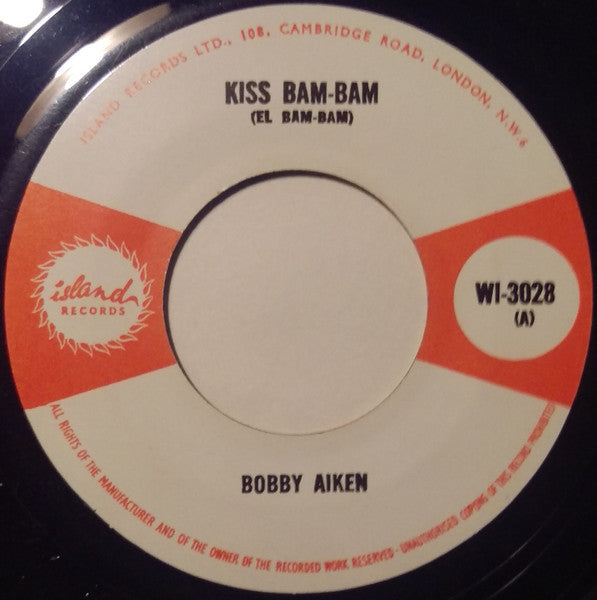 ISLAND RECORDS LTD., 108, CAMBRIDGE ROAD, LONDON, N.W.6
KISS BAM-BAM
(EL BAM-BAM)
island
RECORDS
WI-3028
(A)
BOBBY AIKEN
ALL RIGHTS OF THE MANUFACTURER AND OF THE OWNER OF THE RECORDED WORK RESERVED - UNAUTHORISED COPYING OF THIS RECORD PROHIBITED